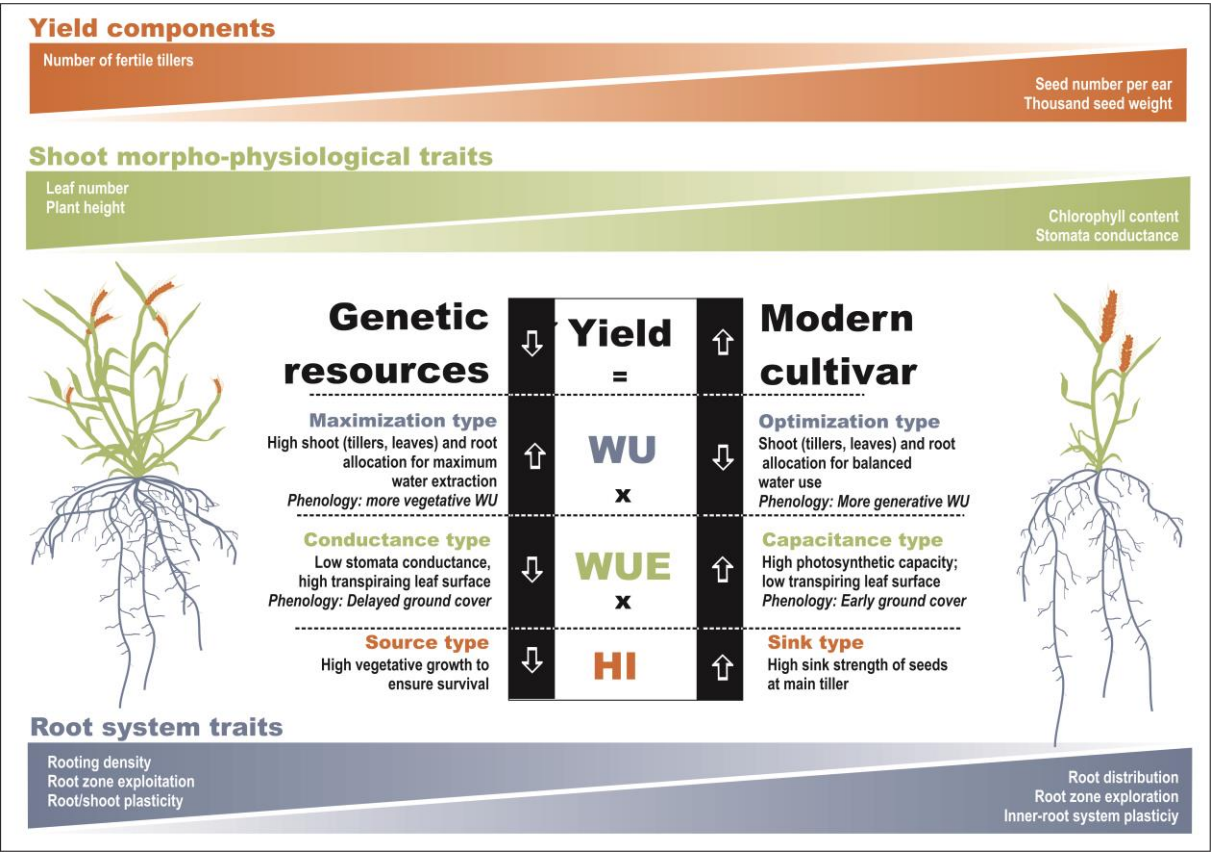 Yield components
Number of fertile tillers
Seed number per ear
Thousand seed weight
Shoot morpho-physiological traits
Leaf number
Plant height
Chlorophyll content
Stomata conductance
Genetic
resources
Yield
=
Modern
cultivar
Maximization type
High shoot (tillers, leaves) and root
allocation for maximum
water extraction
Phenology: more vegetative WU
WU
x
Optimization type
Shoot (tillers, leaves) and root
allocation for balanced
water use
Phenology: More generative WU
Conductance type
Low stomata conductance,
high transpiraing leaf surface
Phenology: Delayed ground cover
WUE
x
Capacitance type
High photosynthetic capacity;
low transpiring leaf surface
Phenology: Early ground cover
Source type
High vegetative growth to
ensure survival
HI
Sink type
High sink strength of seeds
at main tiller
Root system traits
Rooting density
Root zone exploitation
Root/shoot plasticity
Root distribution
Root zone exploration
Inner-root system plasticiy